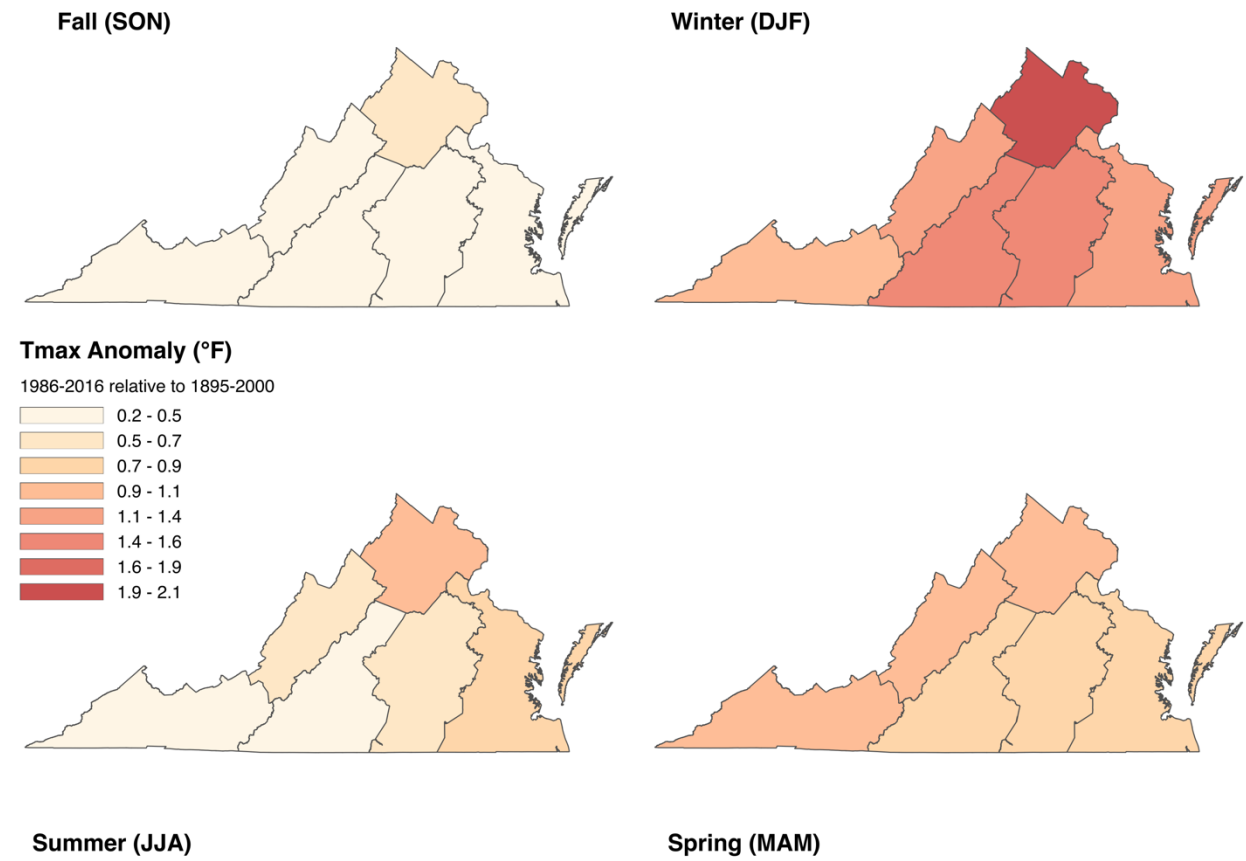 Fall (SON)
Winter (DJF)
Tmax Anomaly (°F)
1986-2016 relative to 1895-2000
0.2 - 0.5
0.5 - 0.7
0.7 - 0.9
0.9 - 1.1
1.1 - 1.4
1.4 - 1.6
1.6 - 1.9
1.9 - 2.1
Summer (JJA)
Spring (MAM)